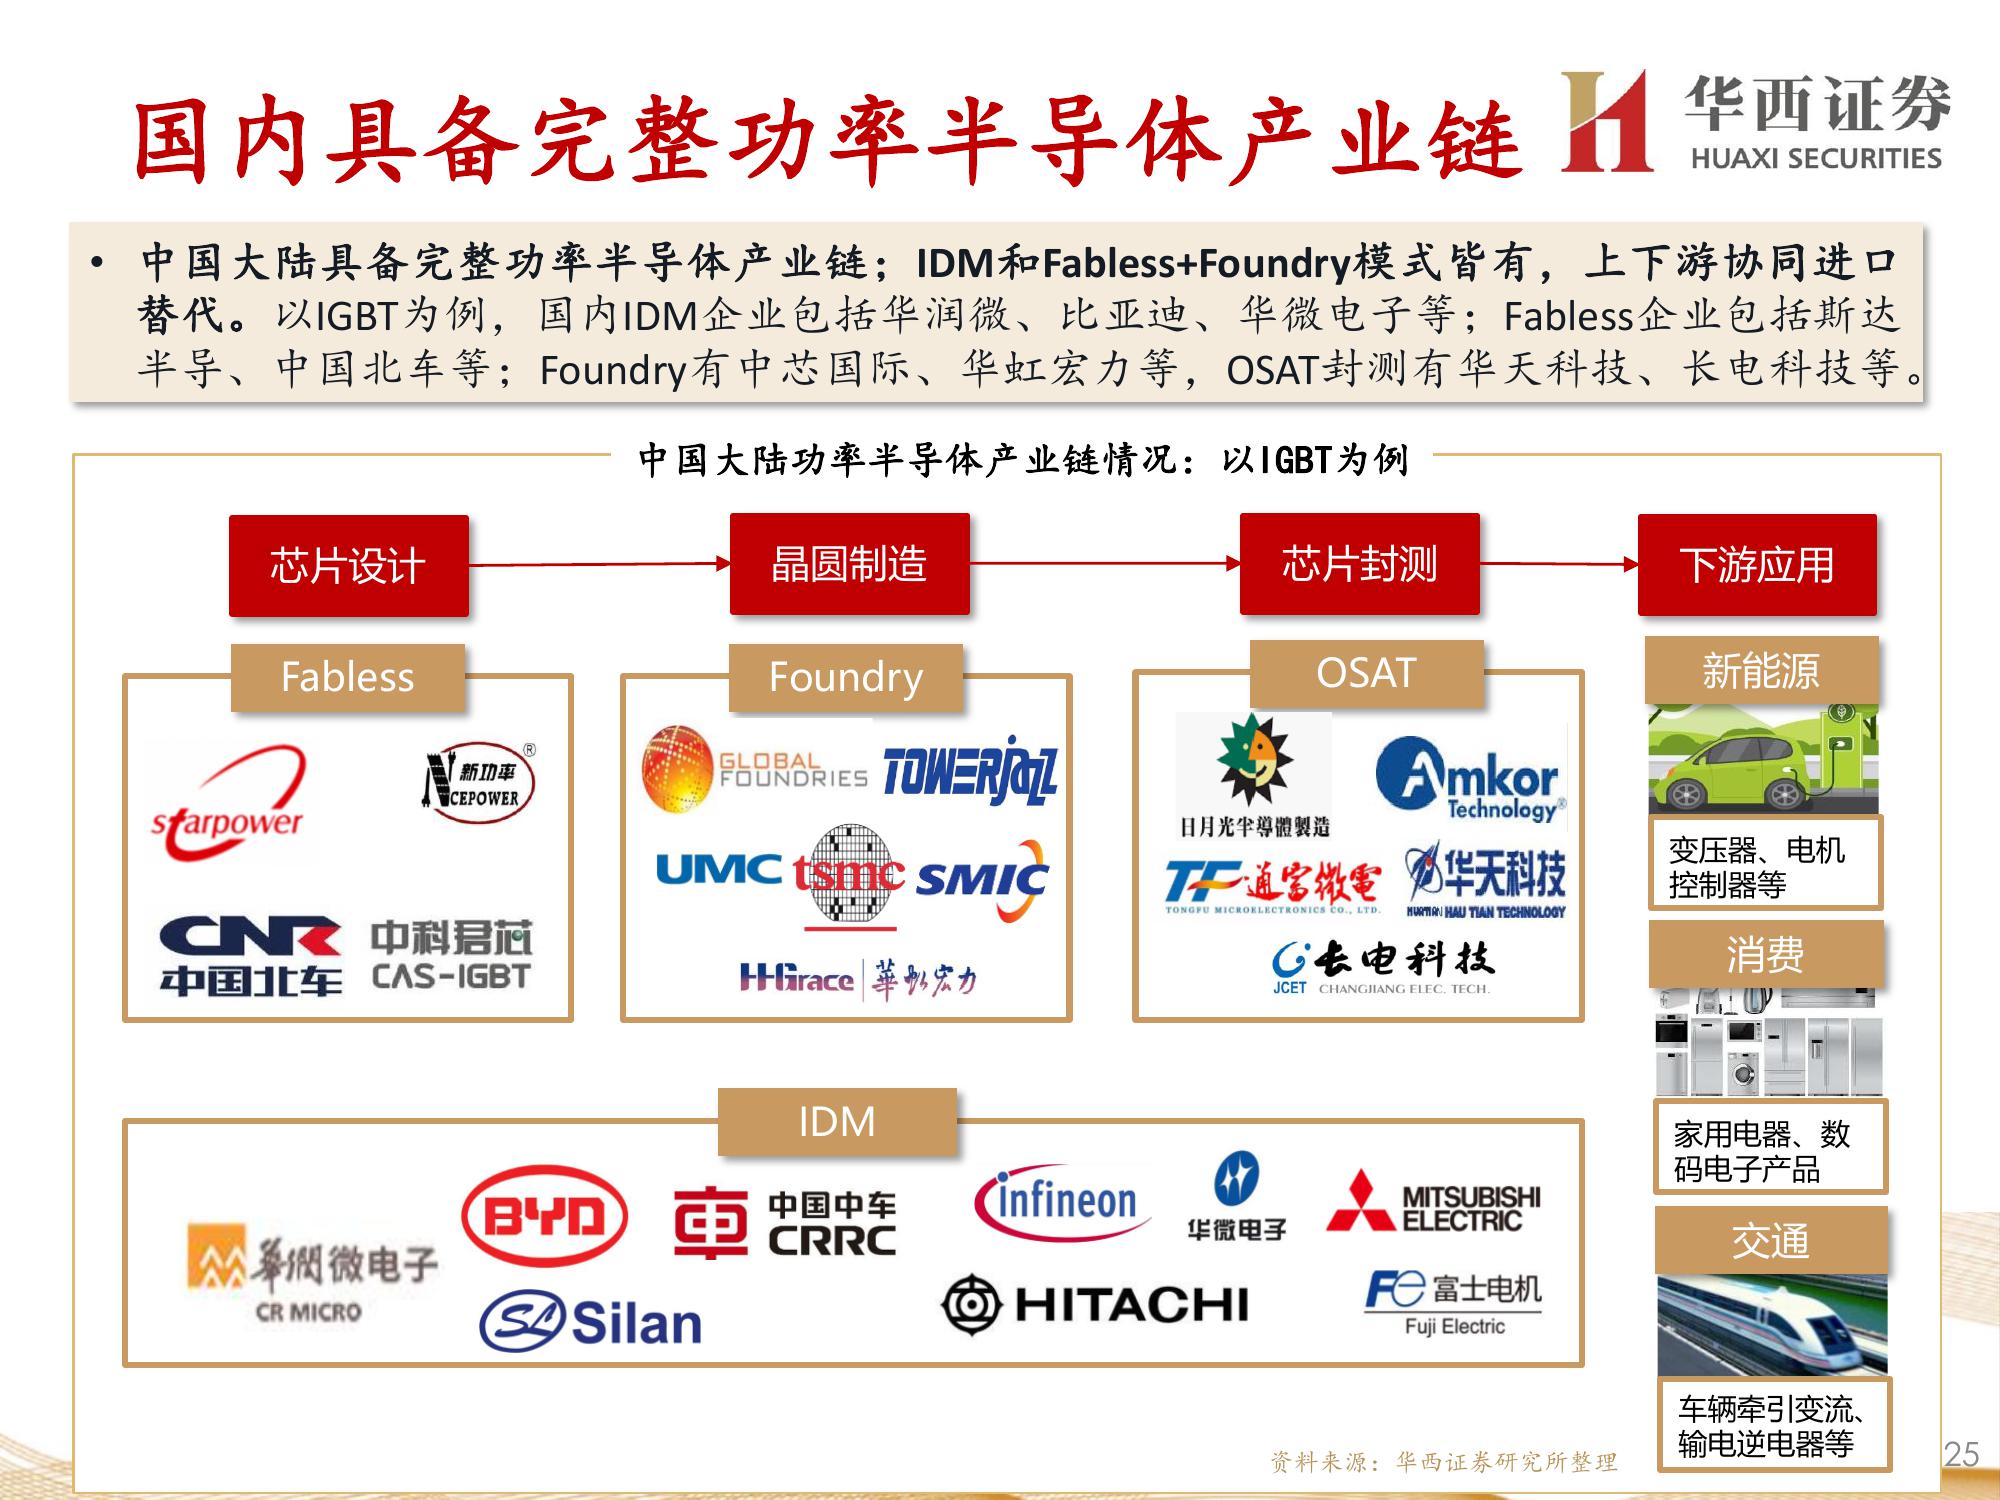 国内具备完整功率半导体产业链
华西证券
HUAXI SECURITIES
• 中国大陆具备完整功率半导体产业链；IDM和Fabless+Foundry模式皆有，上下游协同进口
替代。以IGBT为例，国内IDM企业包括华润微、比亚迪、华微电子等；Fabless企业包括斯达
半导、中国北车等；Foundry有中芯国际、华虹宏力等，OSAT封测有华天科技、长电科技等。
中国大陆功率半导体产业链情况：以IGBT为例
芯片设计
晶圆制造
芯片封测
下游应用
Fabless
starpower
新功率
NCEPOWER
®
CNR
中国北车
中科君芯
CAS-IGBT
Foundry
GLOBAL
FOUNDRIES
TOWERJAZZ
UMC
tsmc
SMIC
HHGrace
華虹宏力
OSAT
日月光半導體製造
Amkor
Technology®
TF 通富微電
TONGFU MICROELECTRONICS CO., LTD.
华天科技
HUATIAN HAU TIAN TECHNOLOGY
长电科技
JCET CHANGJIANG ELEC. TECH.
IDM
華潤微电子
CR MICRO
BYD
中国中车
CRRC
infineon
华微电子
MITSUBISHI
ELECTRIC
Silan
HITACHI
Fe 富士电机
Fuji Electric
新能源
变压器、电机
控制器等
消费
家用电器、数
码电子产品
交通
车辆牵引变流、
输电逆电器等
资料来源：华西证券研究所整理
25